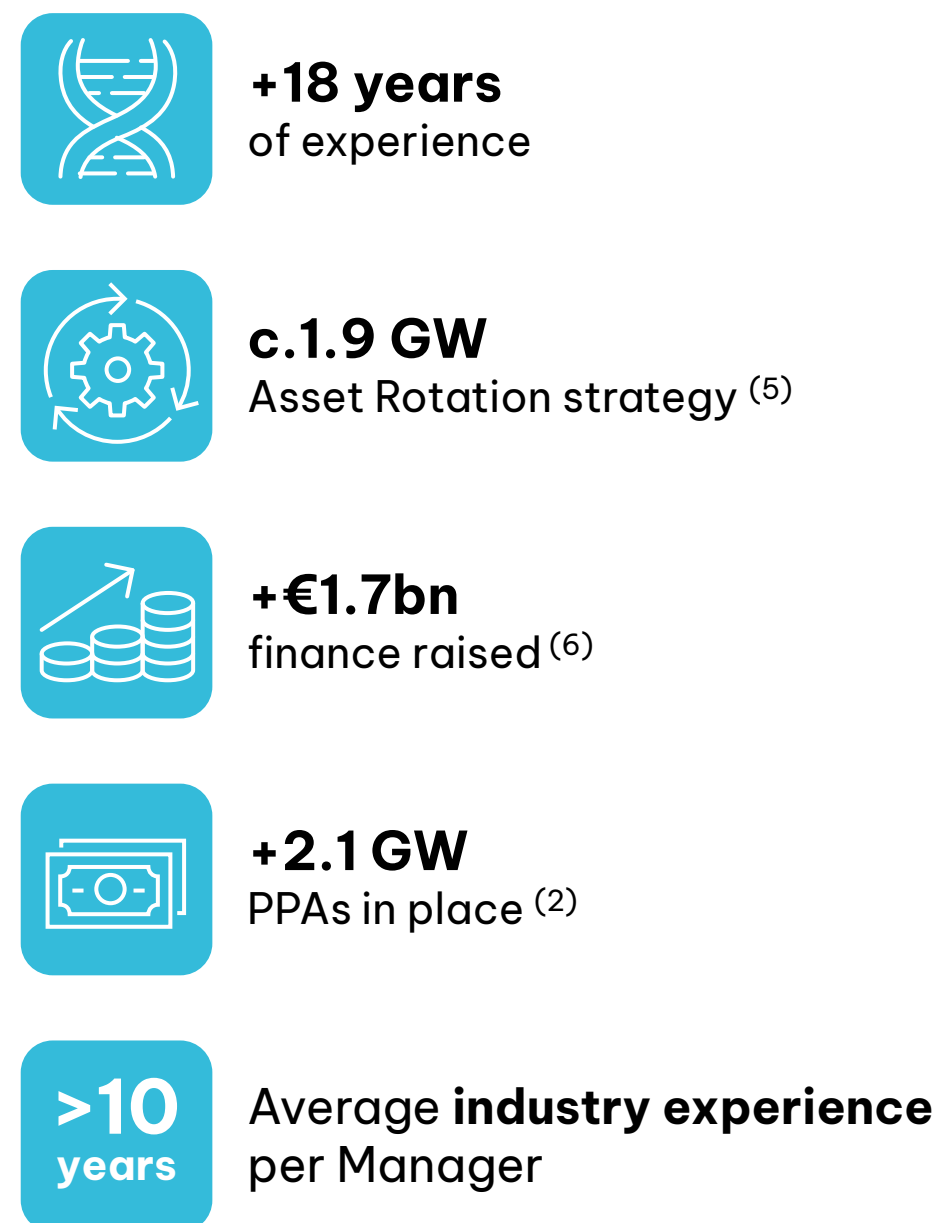 +18 years
of experience
c.1.9 GW
Asset Rotation strategy (5)
+€1.7bn
finance raised (6)
+2.1 GW
PPAs in place (2)
>10
years
Average industry experience
per Manager